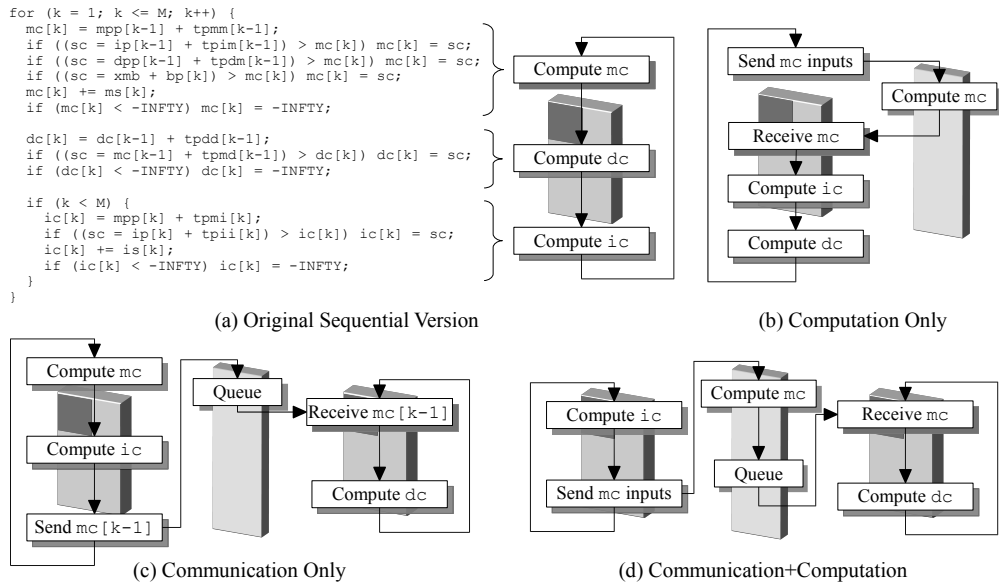 for (k = 1; k <= M; k++) {
mc[k] = mpp[k-1] + tpmm[k-1];
if ((sc = ip[k-1] + tpim[k-1]) > mc[k]) mc[k] = sc;
if ((sc = dpp[k-1] + tpdm[k-1]) > mc[k]) mc[k] = sc;
if ((sc = xmb + bp[k]) > mc[k]) mc[k] = sc;
mc[k] += ms[k];
if (mc[k] < -INFTY) mc[k] = -INFTY;
dc[k] = dc[k-1] + tpdd[k-1];
if ((sc = mc[k-1] + tpmd[k-1]) > dc[k]) dc[k] = sc;
if (dc[k] < -INFTY) dc[k] = -INFTY;
if (k < M) {
ic[k] = mpp[k] + tpmi[k];
if ((sc = ip[k] + tpii[k]) > ic[k]) ic[k] = sc;
ic[k] += is[k];
if (ic[k] < -INFTY) ic[k] = -INFTY;
}
}
Compute mc
Compute dc
Compute ic
(a) Original Sequential Version
Send mc inputs
Compute mc
Receive mc
Compute ic
Compute dc
(b) Computation Only
Compute mc
Compute ic
Send mc[k-1]
Queue
Receive mc[k-1]
Compute dc
(c) Communication Only
Compute ic
Send mc inputs
Compute mc
Queue
Receive mc
Compute dc
(d) Communication+Computation